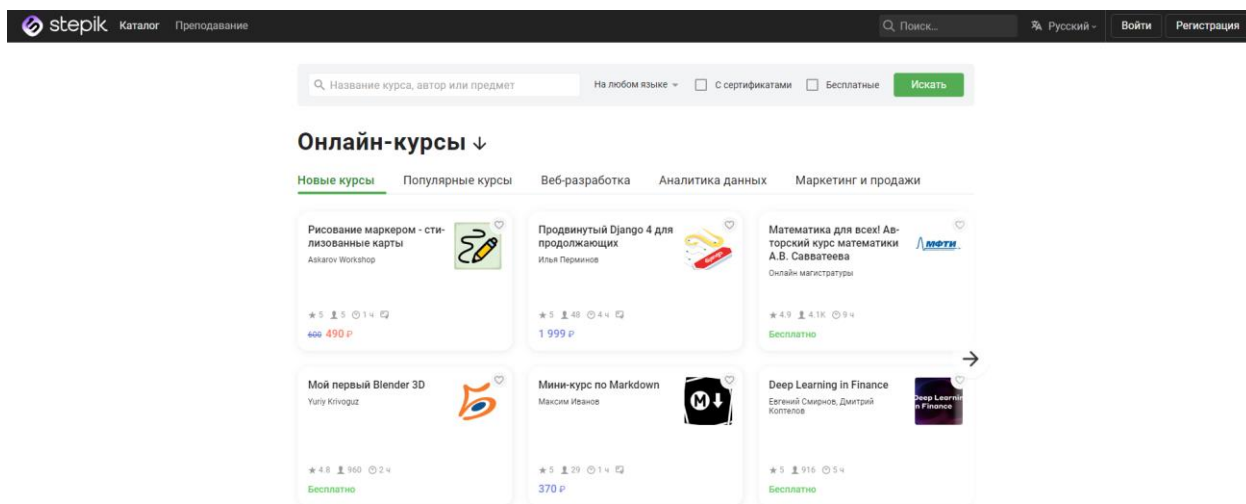 stepik Каталог Преподавание Поиск... Русский Войти Регистрация
Название курса, автор или предмет На любом языке С сертификатами Бесплатные Искать
Онлайн-курсы
Новые курсы Популярные курсы Веб-разработка Аналитика данных Маркетинг и продажи
Рисование маркером - сти-
лизованные карты
Askarov Workshop
★ 5 5 1 ч
600 490 ₽
Продвинутый Django 4 для
продолжающих
Илья Перминов
django
★ 5 48 4 ч
1 999 ₽
Математика для всех! Ав-
торский курс математики
А.В. Савватеева
Онлайн магистратуры
МФТИ
★ 4.9 4.1K 9 ч
Бесплатно
Мой первый Blender 3D
Yuriy Krivoguz
★ 4.8 960 2 ч
Бесплатно
Мини-курс по Markdown
Максим Иванов
M
★ 5 29 1 ч
370 ₽
Deep Learning in Finance
Евгений Смирнов, Дмитрий
Коптелов
Deep Learnin
in Finance
★ 5 916 5 ч
Бесплатно